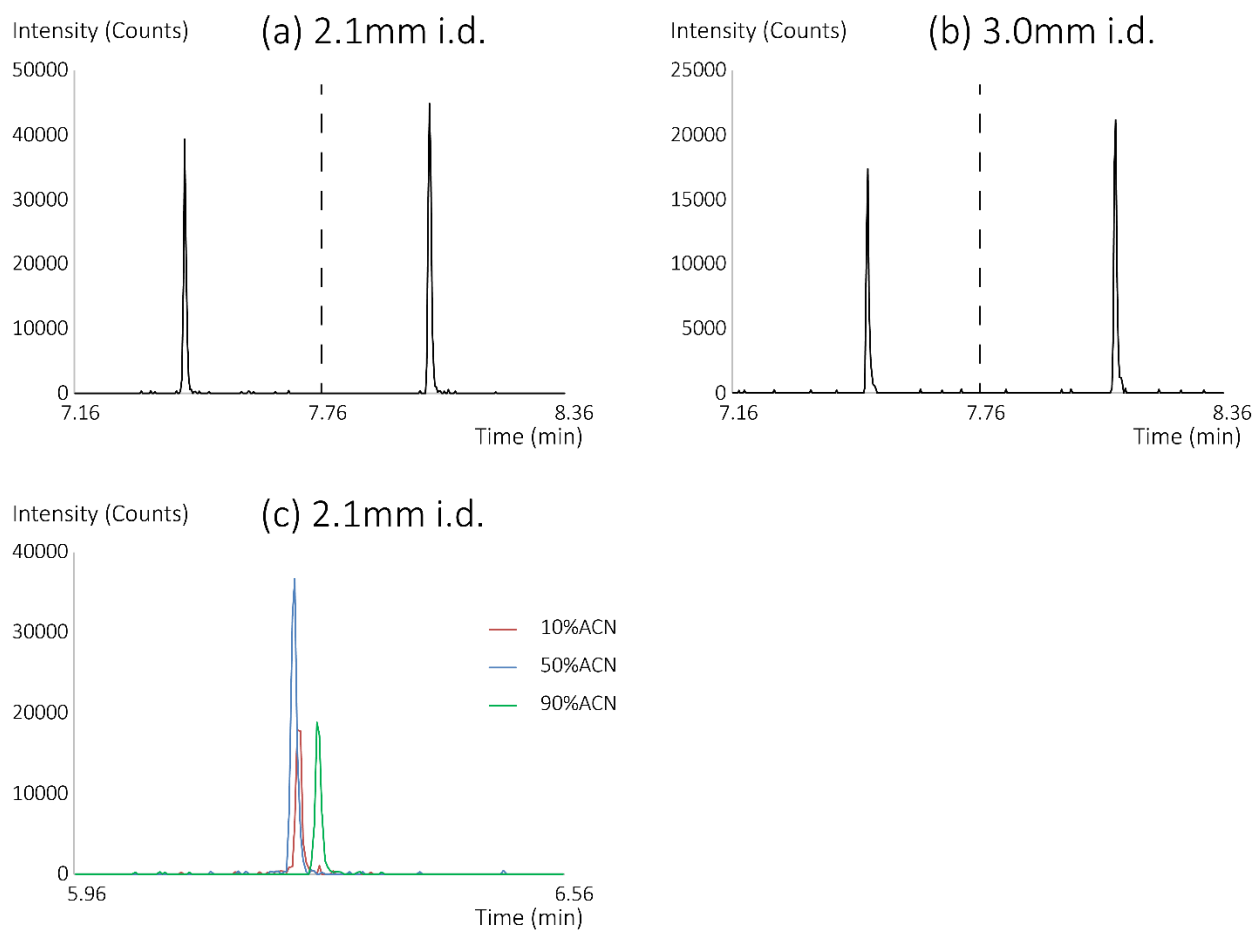 Intensity (Counts)
(a) 2.1mm i.d.
50000
40000
30000
20000
10000
0
7.16
7.76
8.36
Time (min)
Intensity (Counts)
(b) 3.0mm i.d.
25000
20000
15000
10000
5000
0
7.16
7.76
8.36
Time (min)
Intensity (Counts)
(c) 2.1mm i.d.
40000
30000
20000
10000
0
10%ACN
50%ACN
90%ACN
5.96
6.56
Time (min)